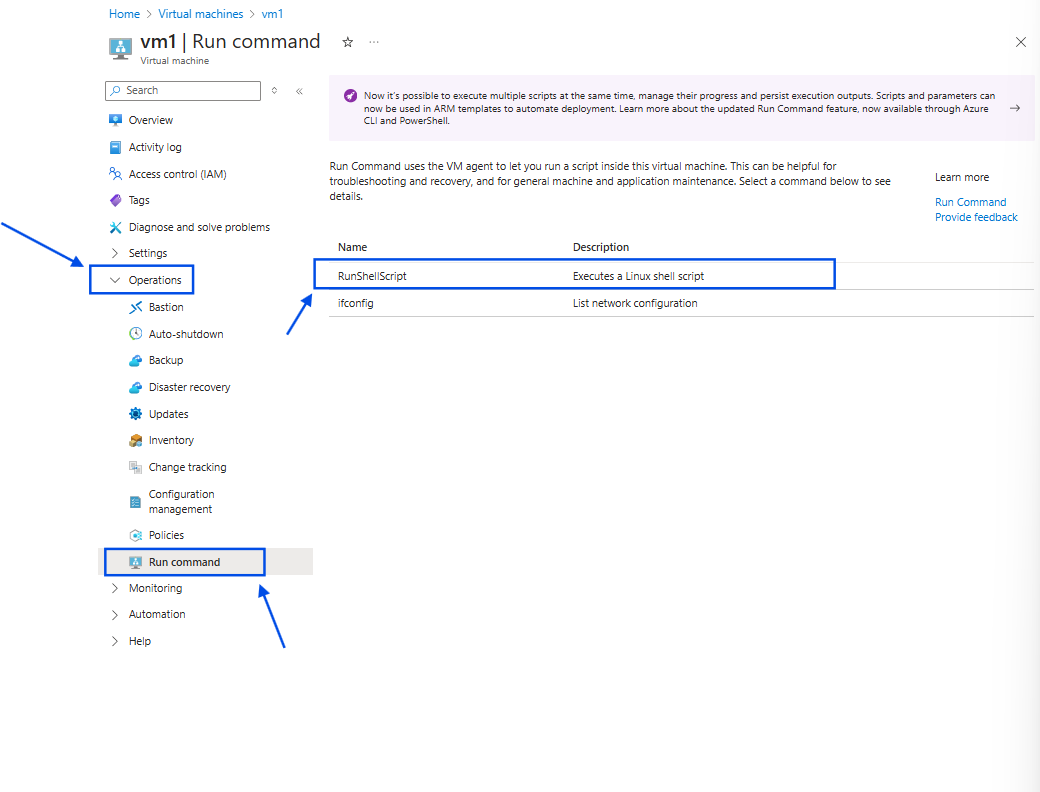 Home > Virtual machines > vm1
vm1 | Run command
Virtual machine
Search
Overview
Activity log
Access control (IAM)
Tags
Diagnose and solve problems
Settings
Operations
Bastion
Auto-shutdown
Backup
Disaster recovery
Updates
Inventory
Change tracking
Configuration
management
Policies
Run command
Monitoring
Automation
Help
Now it's possible to execute multiple scripts at the same time, manage their progress and persist execution outputs. Scripts and parameters can
now be used in ARM templates to automate deployment. Learn more about the updated Run Command feature, now available through Azure
CLI and PowerShell.
Run Command uses the VM agent to let you run a script inside this virtual machine. This can be helpful for
troubleshooting and recovery, and for general machine and application maintenance. Select a command below to see
details.
Learn more
Run Command
Provide feedback
Name Description
RunShellScript Executes a Linux shell script
ifconfig List network configuration